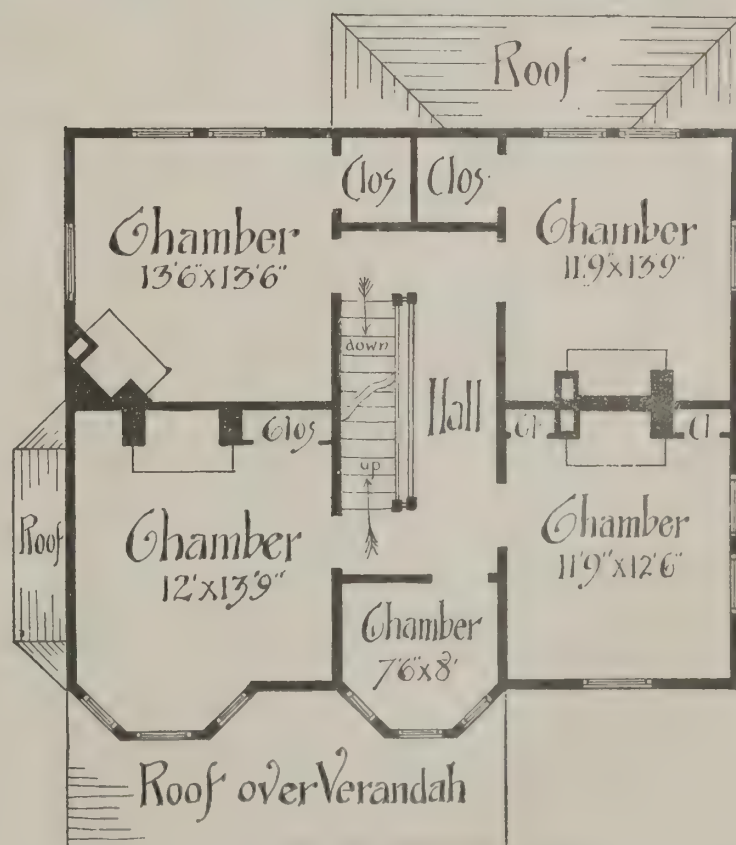 Roof
Clos
Clos.
Chamber
13'6"x13'6"
Chamber
11'9"x13'9"
down
Hall
Clos
Cl
Cl
up
Roof
Chamber
12'x13'9"
Chamber
11'9"x12'6"
Chamber
7'6"x8'
Roof over Verandah